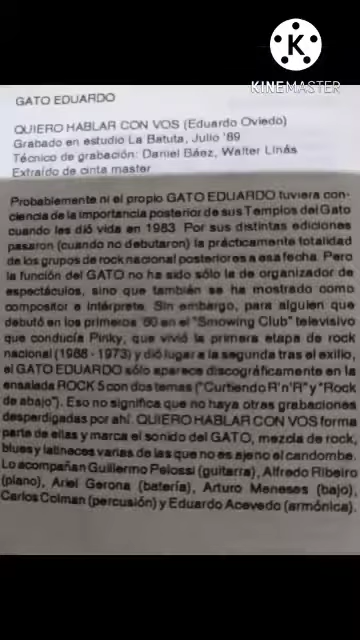 K
KINEMASTER
GATO EDUARDO
QUIERO HABLAR CON VOS (Eduardo Oviedo)
Grabado en estudio La Batuta, Julio '89
Técnico de grabación: Daniel Báez, Walter Linás
Extraído de cinta master
Probablemente ni el propio GATO EDUARDO tuviera con-
ciencia de la importancia posterior de sus Templos del Gato
cuando les dió vida en 1983. Por sus distintas ediciones
pasaron (cuando no debutaron) la prácticamente totalidad
de los grupos de rock nacional posteriores a esa fecha. Pero
la función del GATO no ha sido sólo la de organizador de
espectáculos, sino que también se ha mostrado como
compositor e intérprete. Sin embargo, para alguien que
debutó en los primeros '60 en el "Smowing Club" televisivo
que conducía Pinky, que vivió la primera etapa de rock
nacional (1968 - 1973) y dió lugar a la segunda tras el exilio,
el GATO EDUARDO sólo aparece discográficamente en la
ensalada ROCK 5 con dos temas ("Curtiendo R'n'R" y "Rock
de abajo"). Eso no significa que no haya otras grabaciones
desperdigadas por ahí. QUIERO HABLAR CON VOS forma
parte de ellas y marca el sonido del GATO, mezcla de rock,
blues y latineces varias de las que no es ajeno el candombe.
Lo acompañan Guillermo Pelossi (guitarra), Alfredo Ribeiro
(piano), Ariel Gerona (batería), Arturo Meneses (bajo),
Carlos Colman (percusión) y Eduardo Acevedo (armónica).